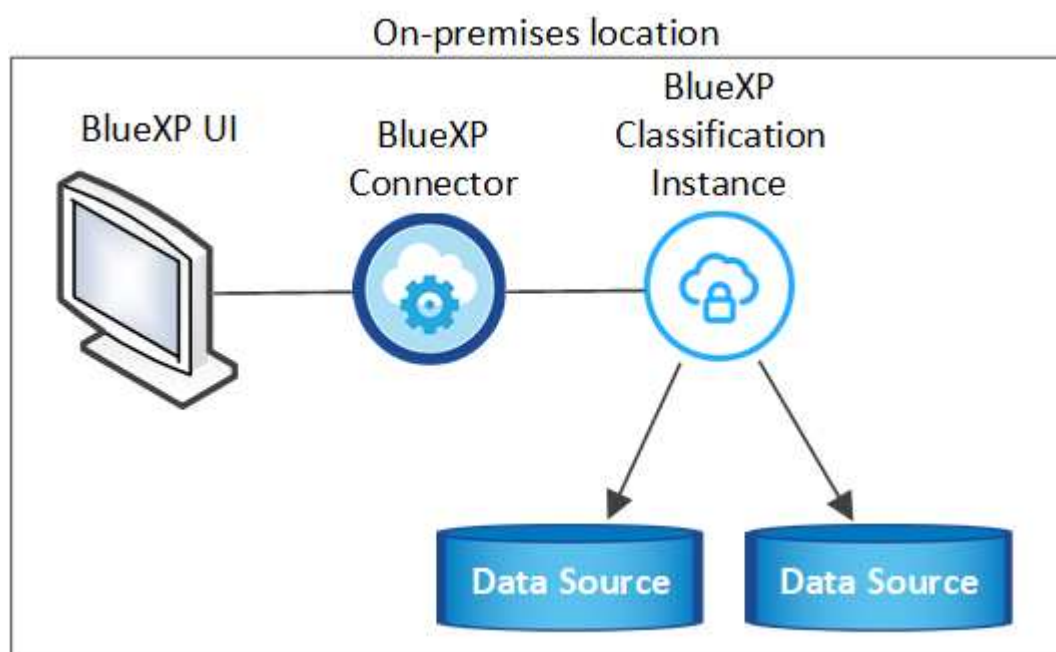 On-premises location
BlueXP UI
BlueXP
Connector
BlueXP
Classification
Instance
Data Source
Data Source